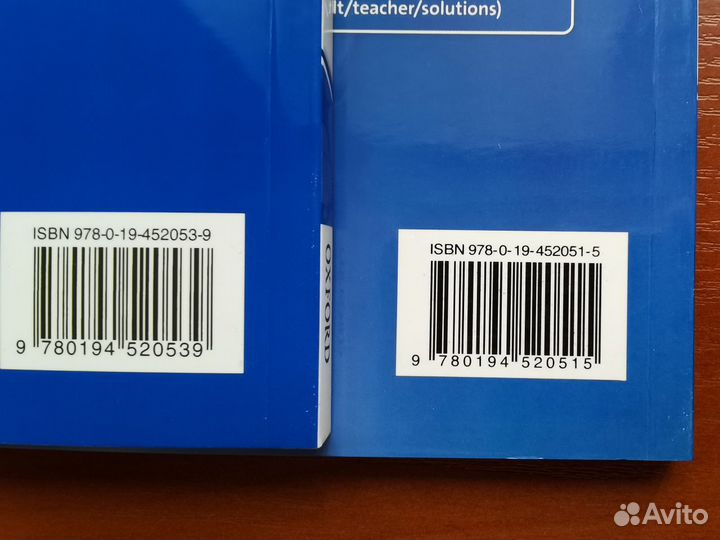 lt/teacher/solutions)
ISBN 978-0-19-452053-9
9 780194 520539
OXFORD
ISBN 978-0-19-452051-5
9 780194 520515
Avito